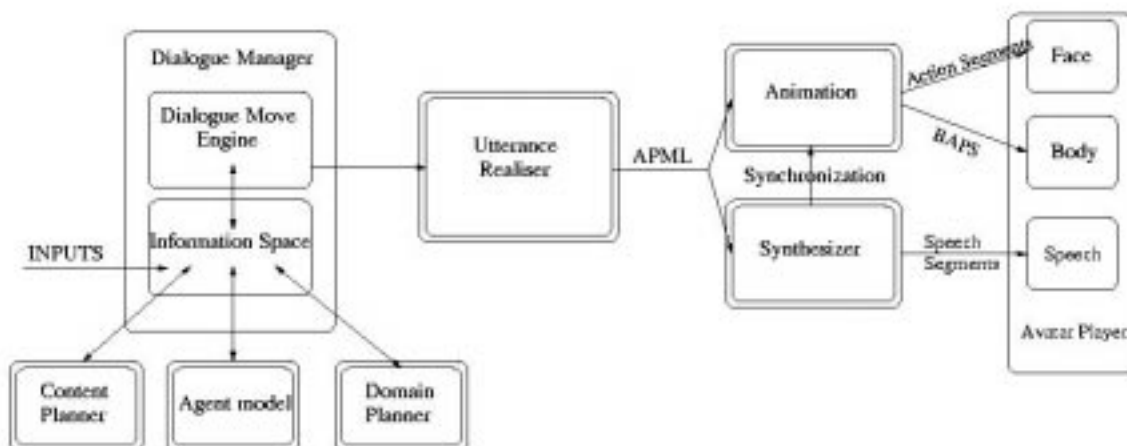 Dialogue Manager
Dialogue Move
Engine
Information Space
INPUTS
Content
Planner
Agent model
Domain
Planner
Utterance
Realiser
APML
Animation
Synchronization
Synthesizer
Action Segments
BAPS
Speech
Segments
Face
Body
Speech
Avatar Player